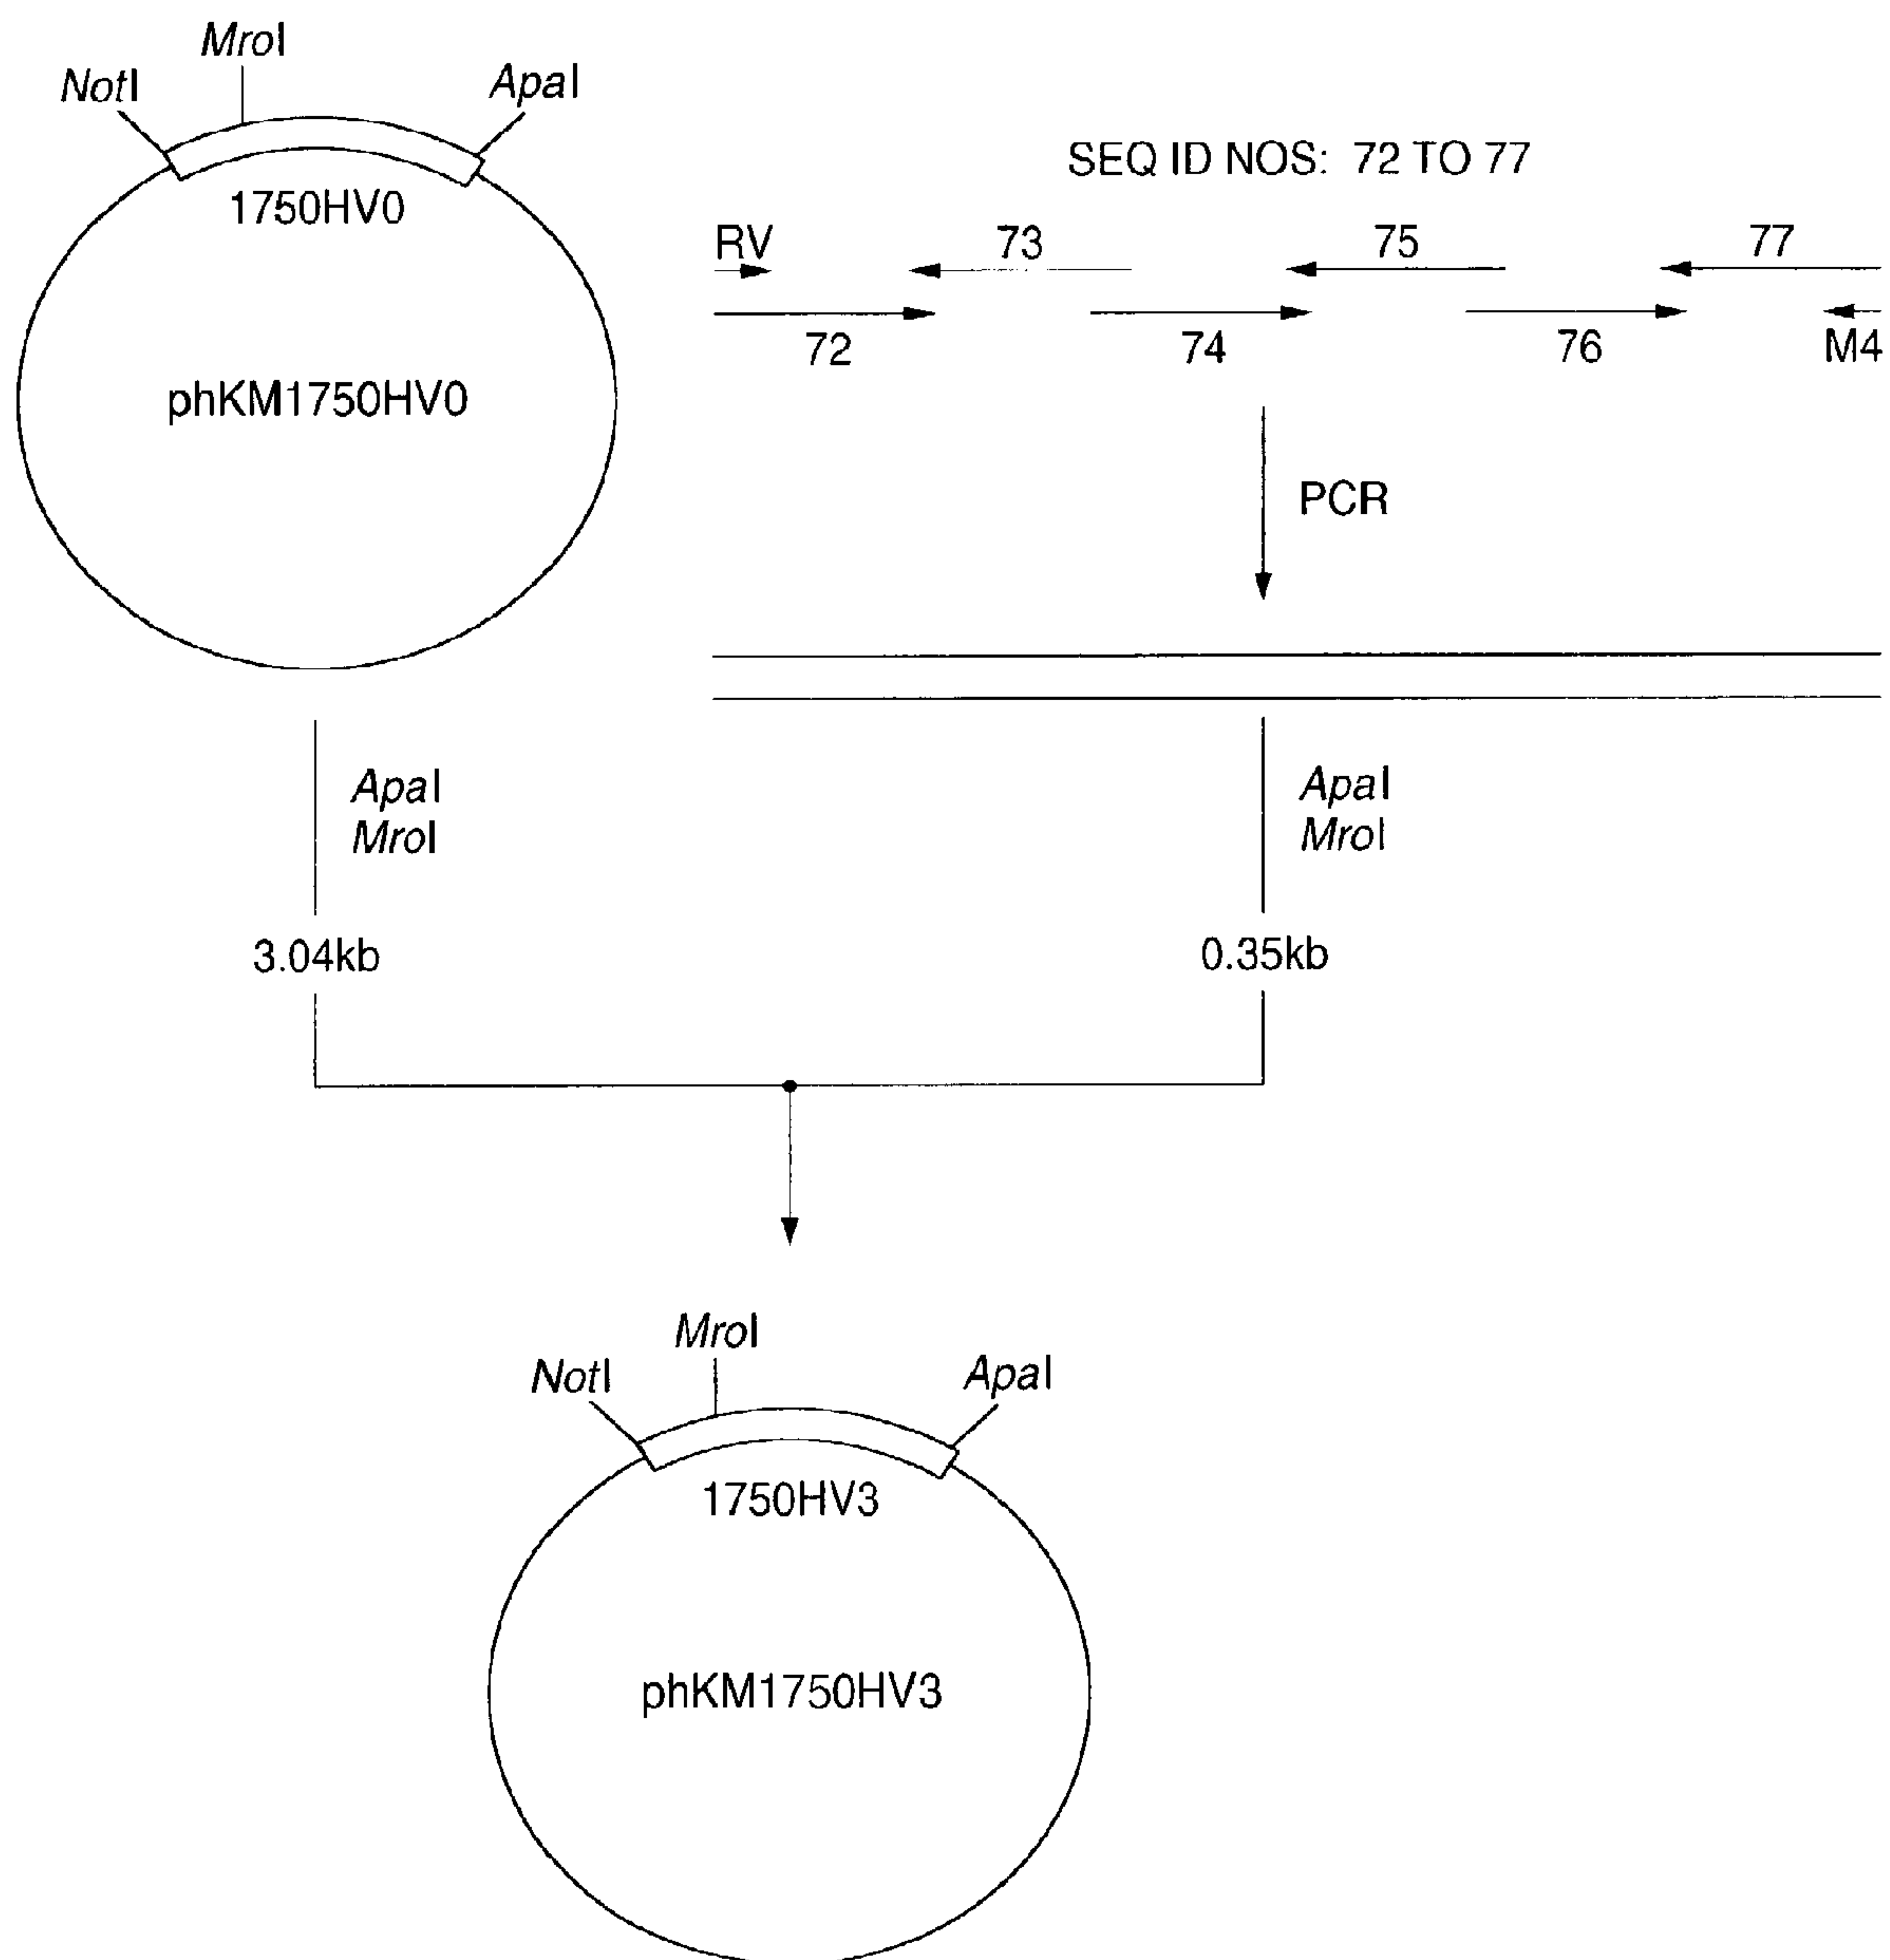 MroI
NotI
ApaI
1750HV0
phKM1750HV0
SEQ ID NOS: 72 TO 77
RV
73
75
77
72
74
76
M4
PCR
ApaI
MroI
ApaI
MroI
3.04kb
0.35kb
MroI
NotI
ApaI
1750HV3
phKM1750HV3